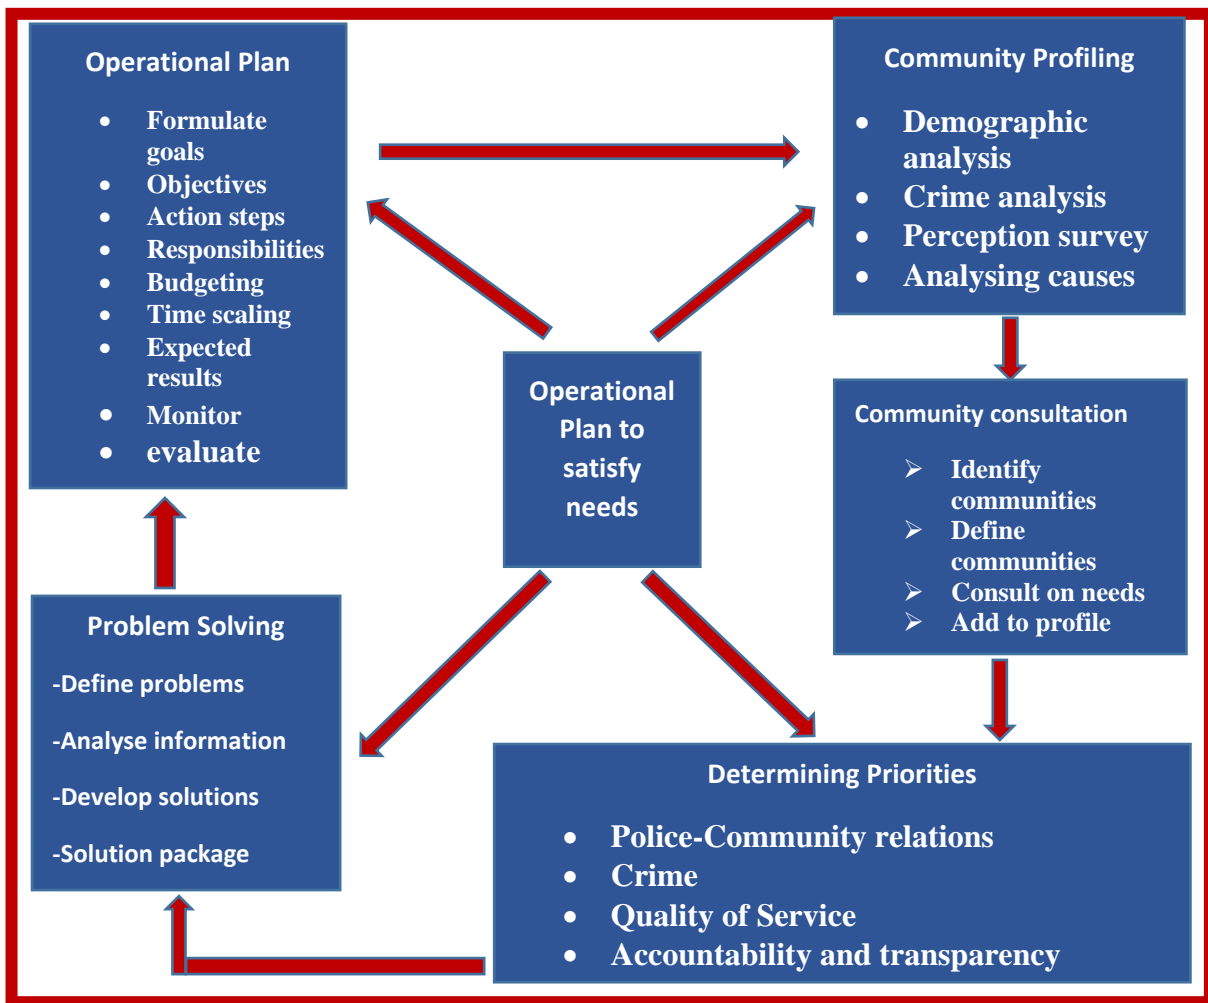 Operational Plan
• Formulate
goals
• Objectives
• Action steps
• Responsibilities
• Budgeting
• Time scaling
• Expected
results
• Monitor
• evaluate
Community Profiling
• Demographic
analysis
• Crime analysis
• Perception survey
• Analysing causes
Operational
Plan to
satisfy
needs
Community consultation
➢ Identify
communities
➢ Define
communities
➢ Consult on needs
➢ Add to profile
Problem Solving
-Define problems
-Analyse information
-Develop solutions
-Solution package
Determining Priorities
• Police-Community relations
• Crime
• Quality of Service
• Accountability and transparency